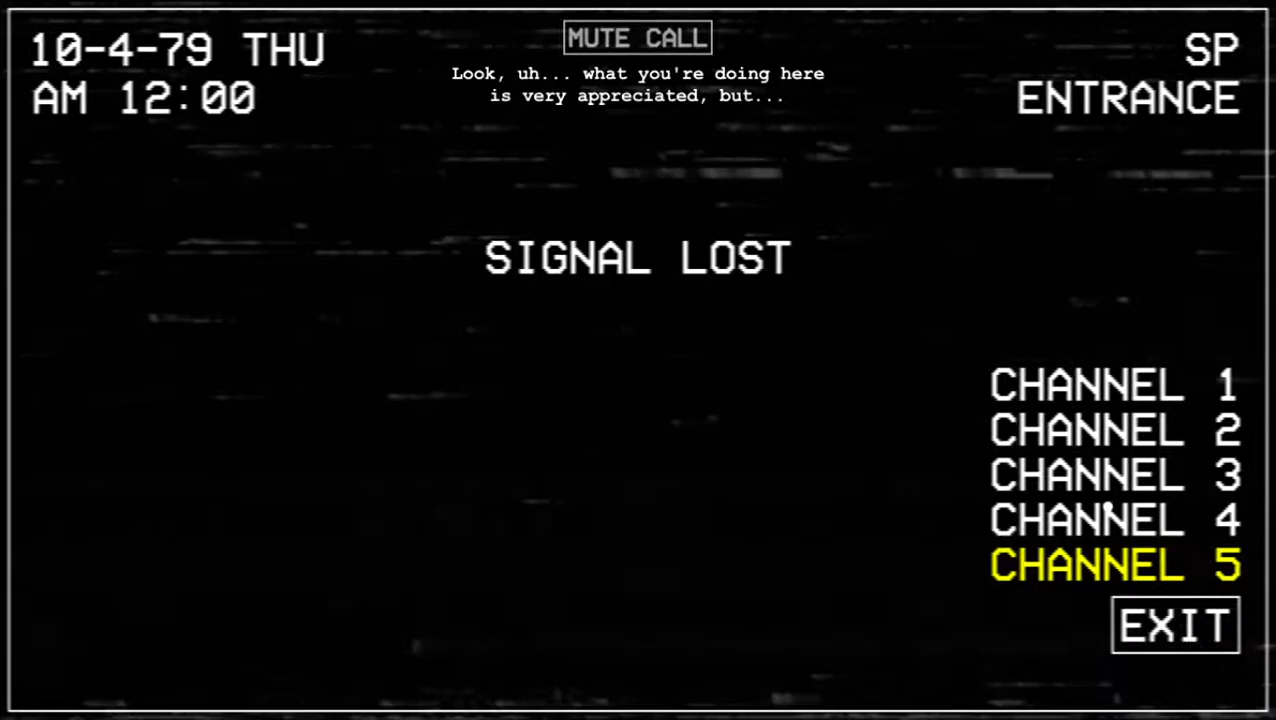 10-4-79 THU
AM 12:00
MUTE CALL
Look, uh... what you're doing here
is very appreciated, but...
SP
ENTRANCE
SIGNAL LOST
CHANNEL 1
CHANNEL 2
CHANNEL 3
CHANNEL 4
CHANNEL 5
EXIT